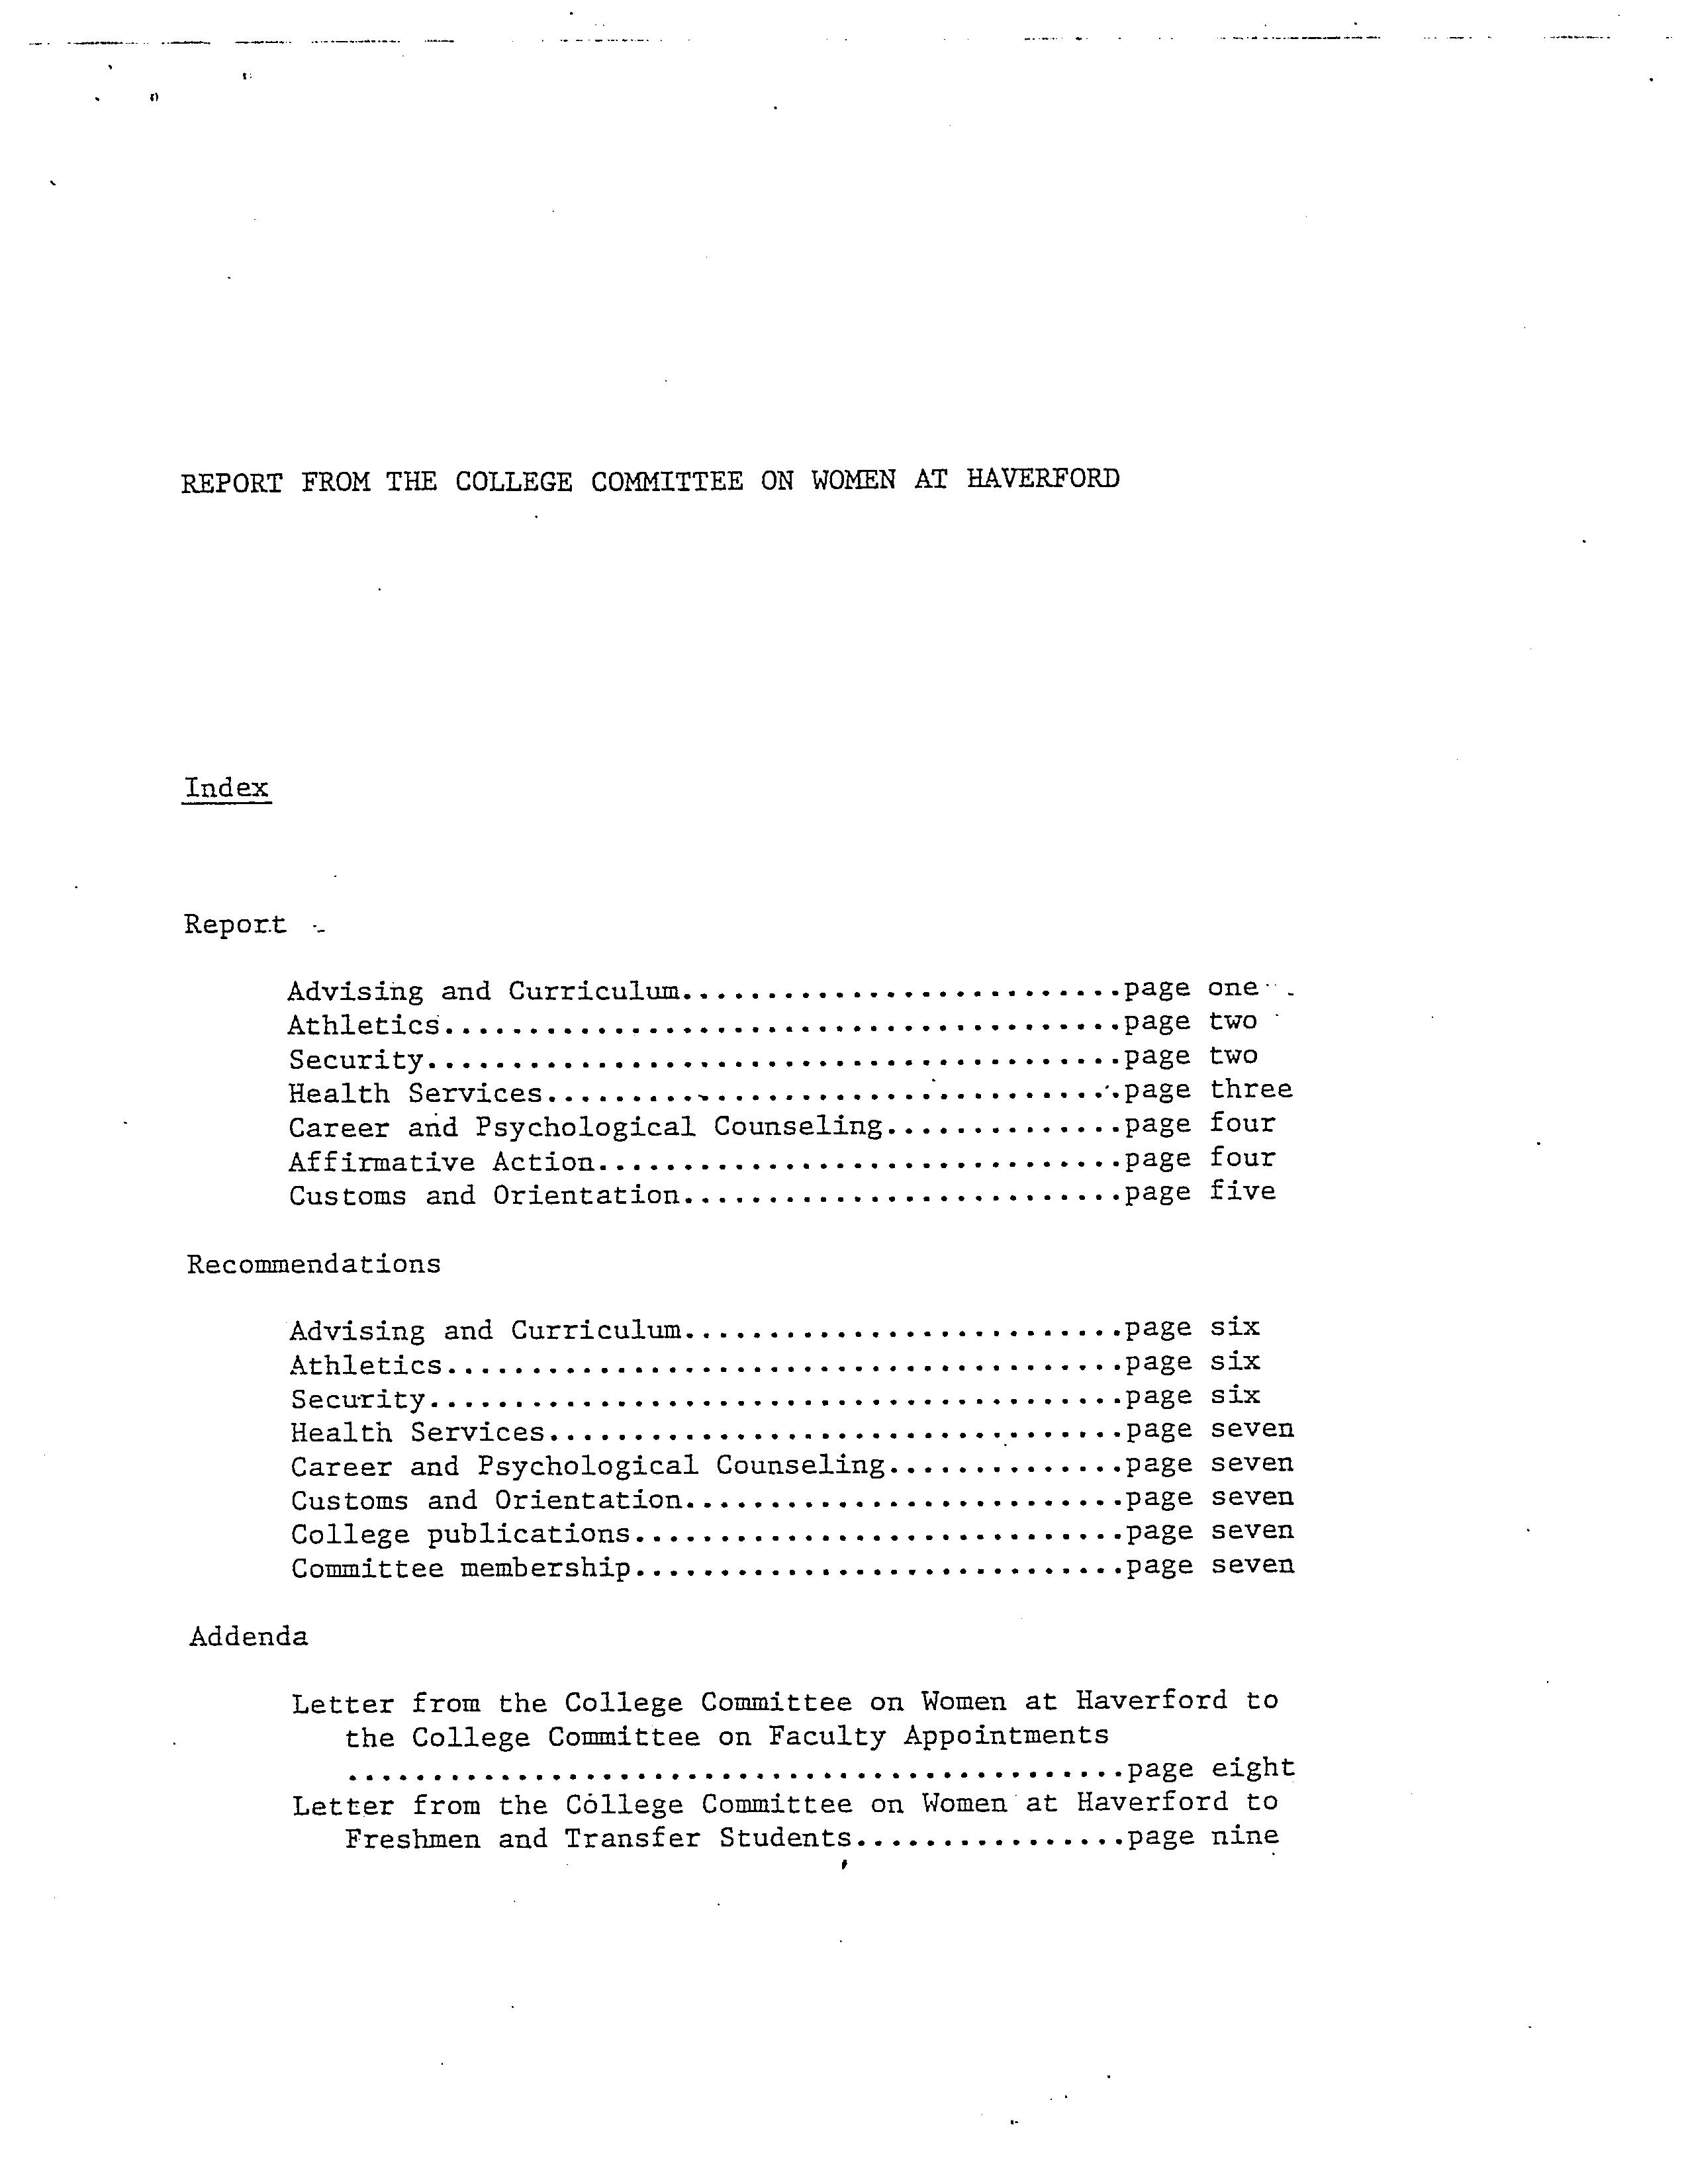 REPORT FROM THE COLLEGE COMMITTEE ON WOMEN AT HAVERFORD
Index
Report
Advising and Curriculum..........................page one
Athletics........................................page two
Security.........................................page two
Health Services..................................page three
Career and Psychological Counseling..............page four
Affirmative Action...............................page four
Customs and Orientation..........................page five
Recommendations
Advising and Curriculum..........................page six
Athletics........................................page six
Security.........................................page six
Health Services..................................page seven
Career and Psychological Counseling..............page seven
Customs and Orientation..........................page seven
College publications.............................page seven
Committee membership.............................page seven
Addenda
Letter from the College Committee on Women at Haverford to
the College Committee on Faculty Appointments
..............................................page eight
Letter from the College Committee on Women at Haverford to
Freshmen and Transfer Students................page nine